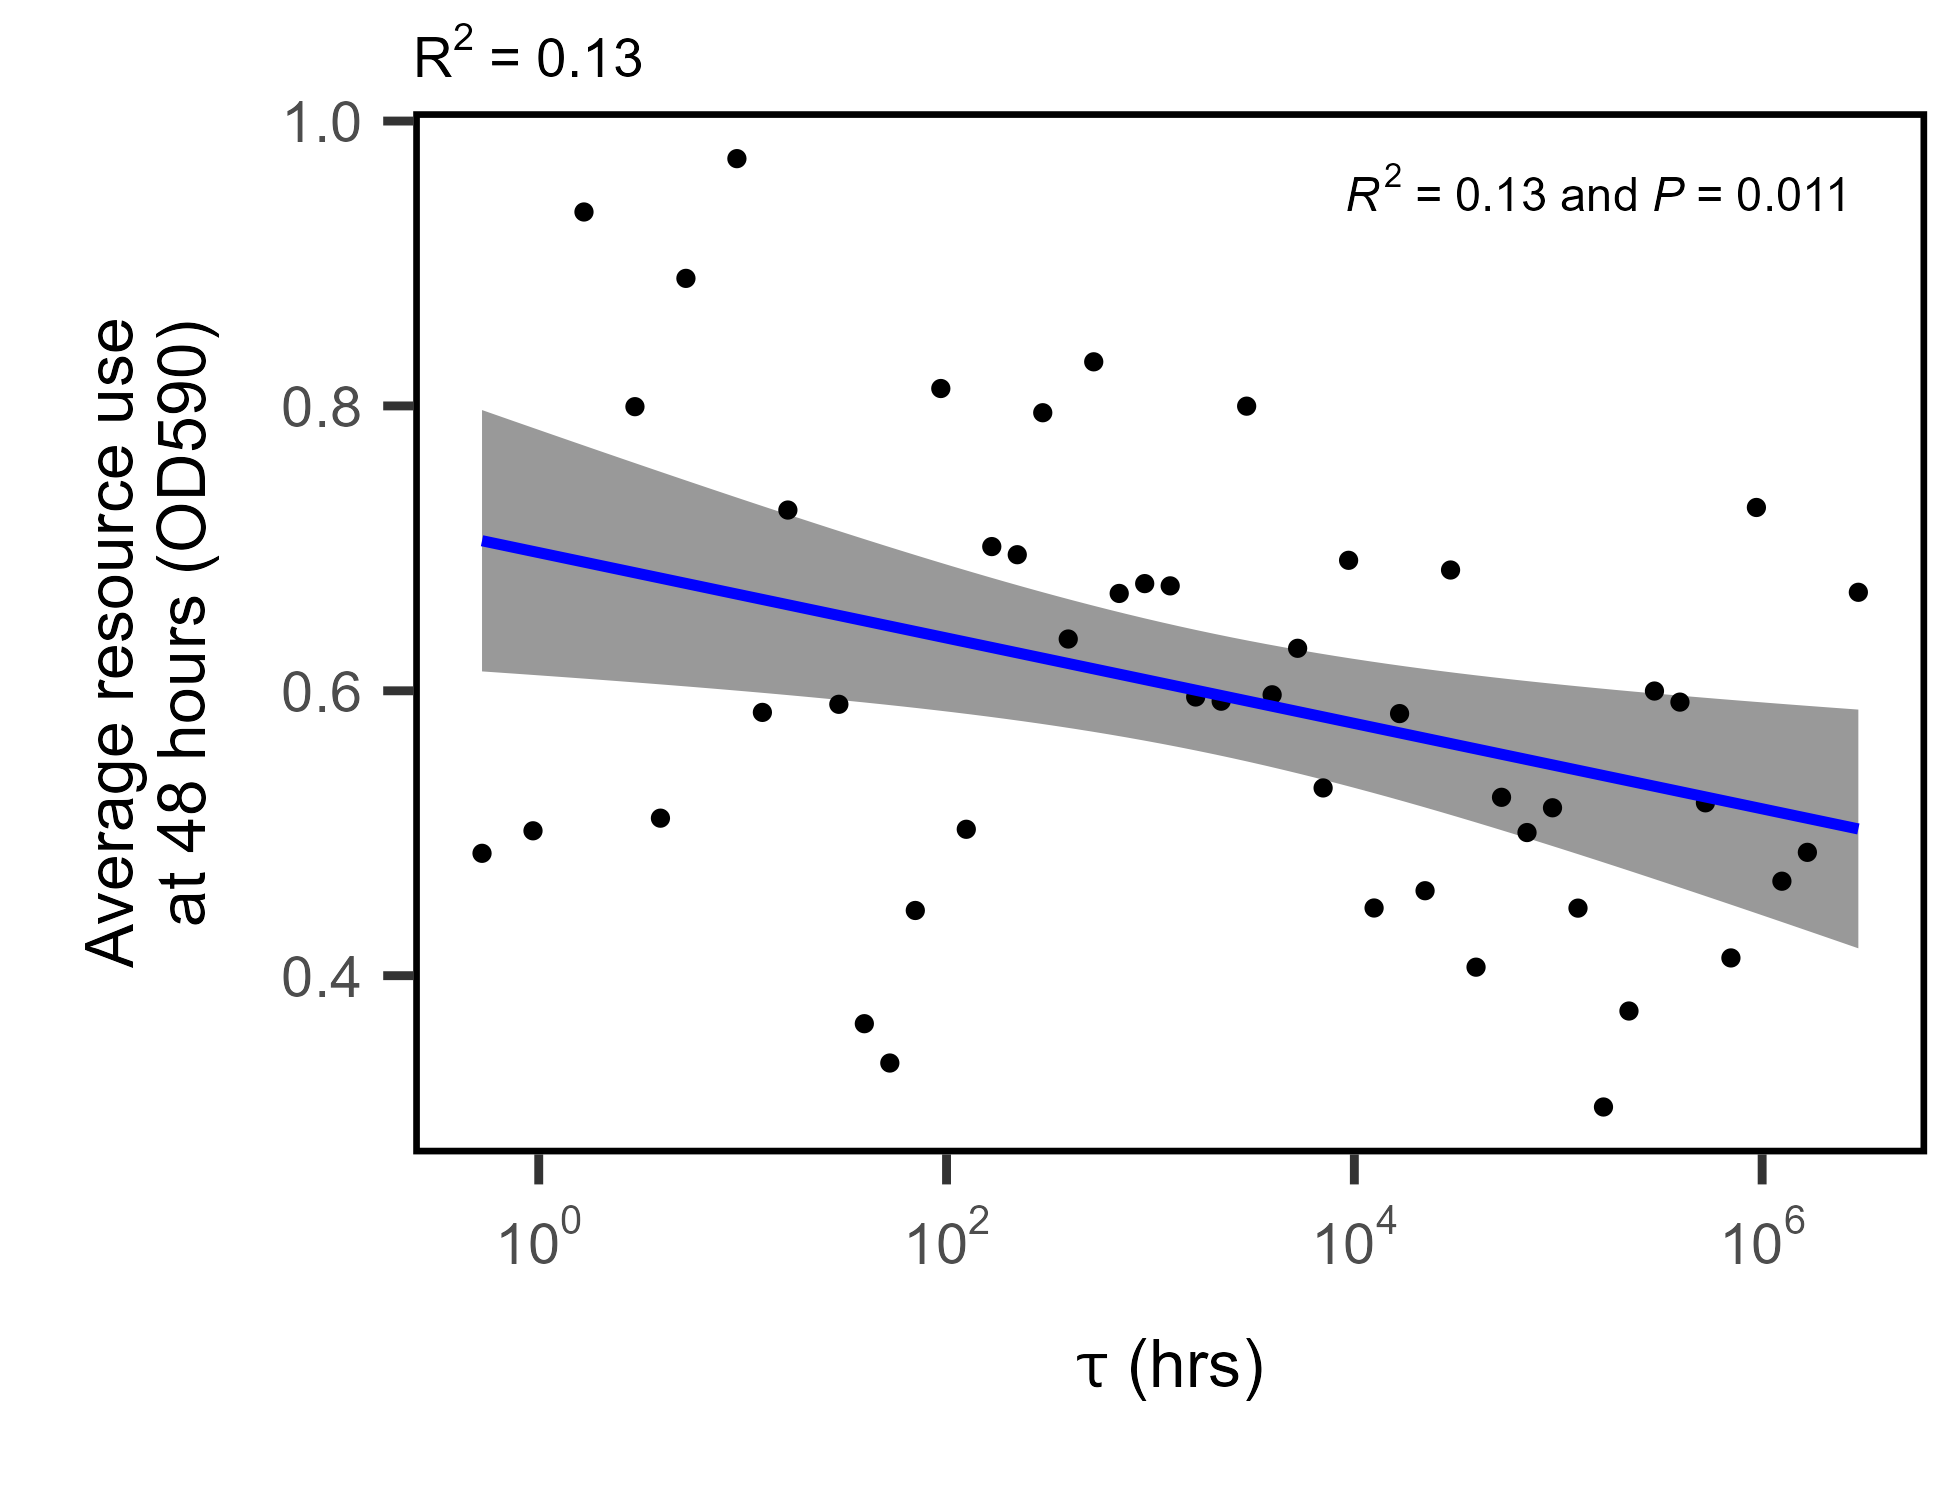 R² = 0.13
R² = 0.13 and P = 0.011
Average resource use
at 48 hours (OD590)
1.0
0.8
0.6
0.4
10⁰
10²
10⁴
10⁶
τ (hrs)